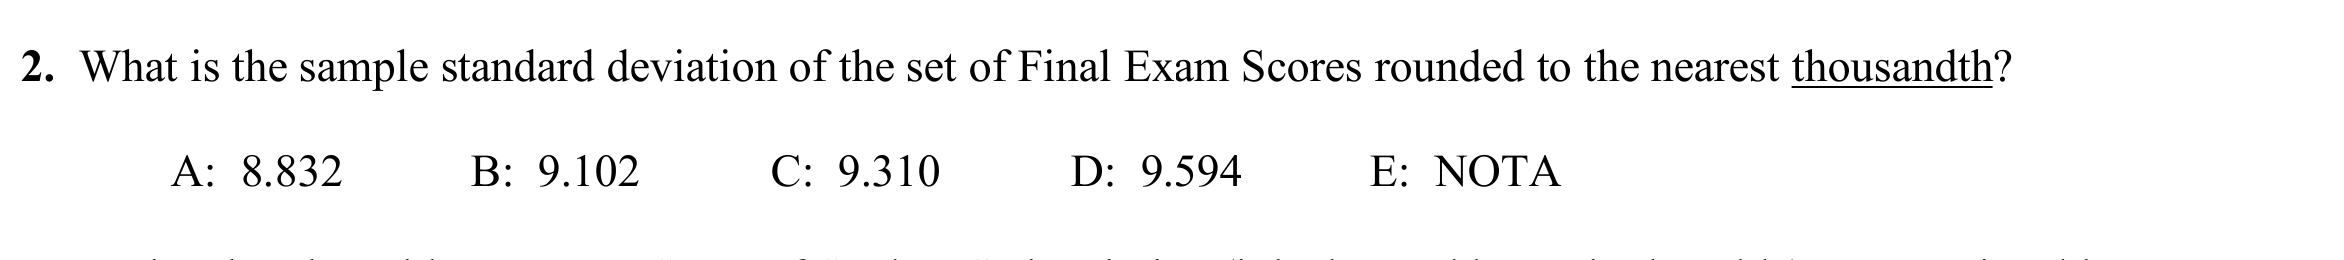 2. What is the sample standard deviation of the set of Final Exam Scores rounded to the nearest thousandth?
A: 8.832 B: 9.102 C: 9.310 D: 9.594 E: NOTA